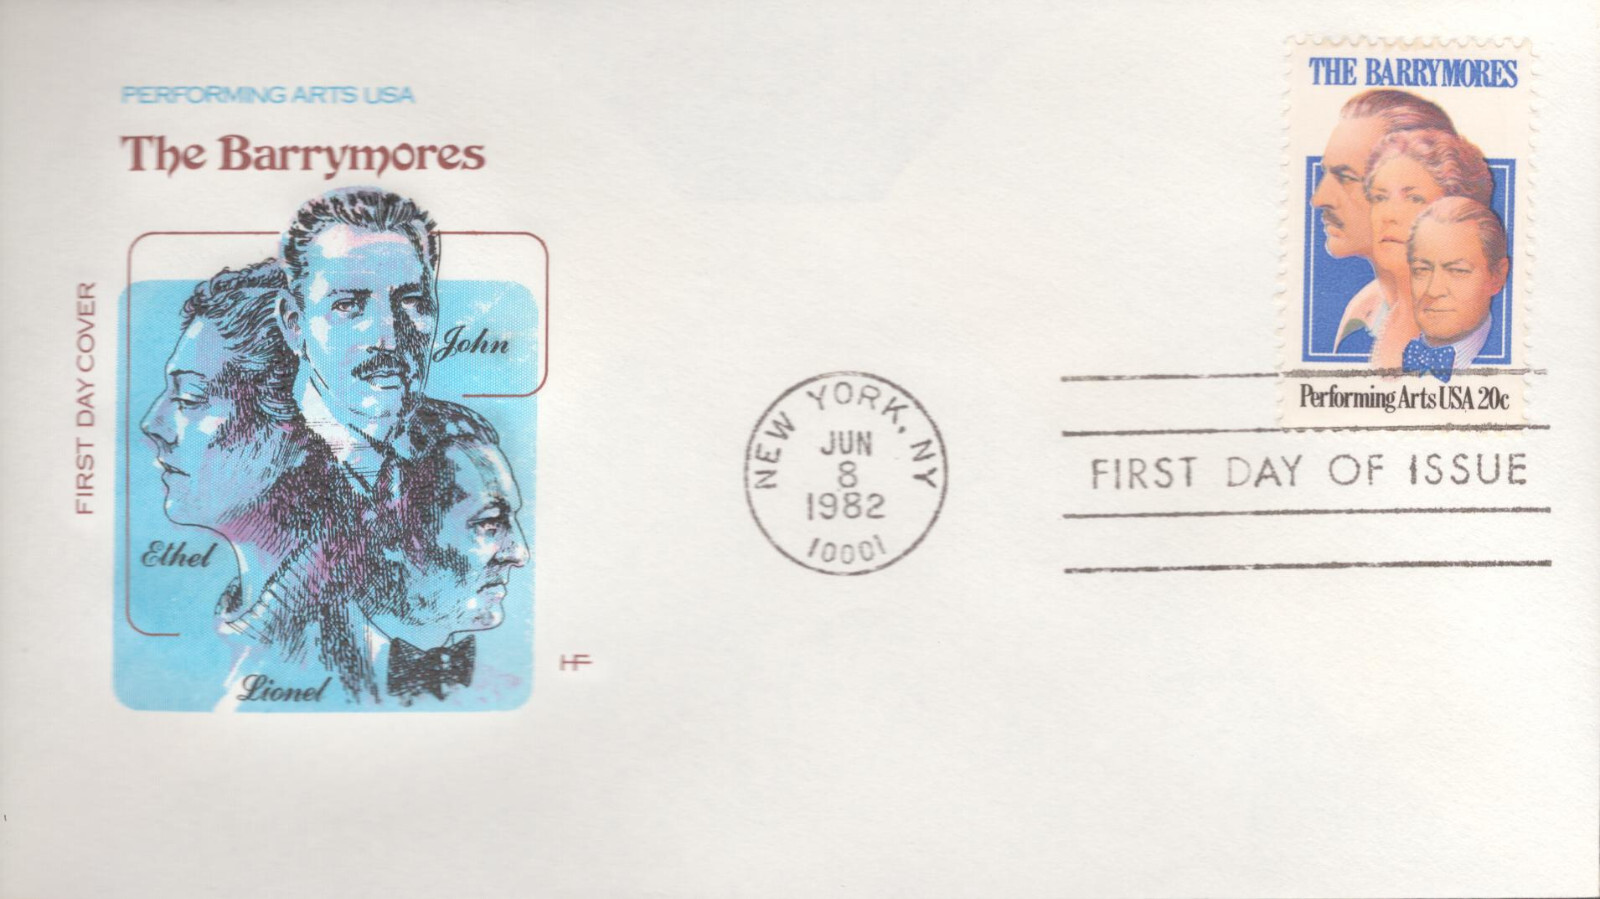 PERFORMING ARTS USA
The Barrymores
FIRST DAY COVER
John
Ethel
Lionel
HF
NEW YORK, NY
JUN
8
1982
10001
THE BARRYMORES
Performing Arts USA 20c
FIRST DAY OF ISSUE